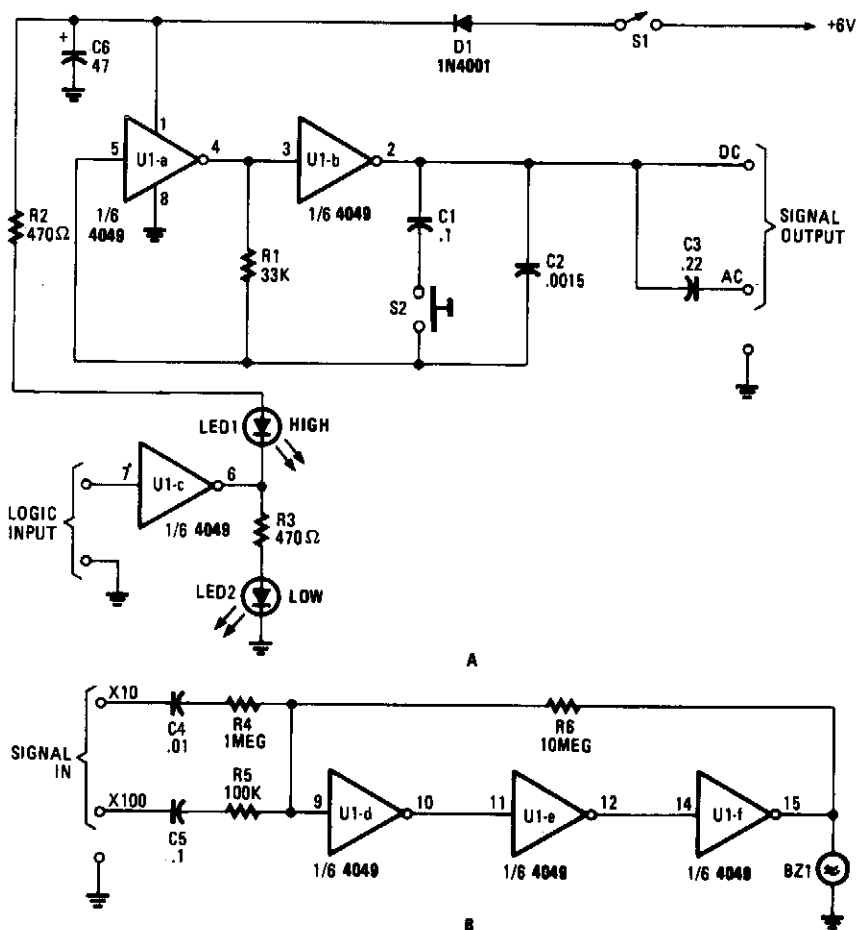 +
C6
47
D1
1N4001
S1
+6V
5
U1-a
1
4
8
1/6
4049
3
U1-b
2
1/6 4049
R2
470Ω
R1
33K
C1
.1
S2
C2
.0015
C3
.22
DC
AC
SIGNAL
OUTPUT
LED1
HIGH
LOGIC
INPUT
7
U1-c
6
1/6 4049
R3
470Ω
LED2
LOW
A
SIGNAL
IN
X10
C4
.01
R4
1MEG
R6
10MEG
X100
C5
.1
R5
100K
9
U1-d
10
1/6 4049
11
U1-e
12
1/6 4049
14
U1-f
15
1/6 4049
BZ1
B